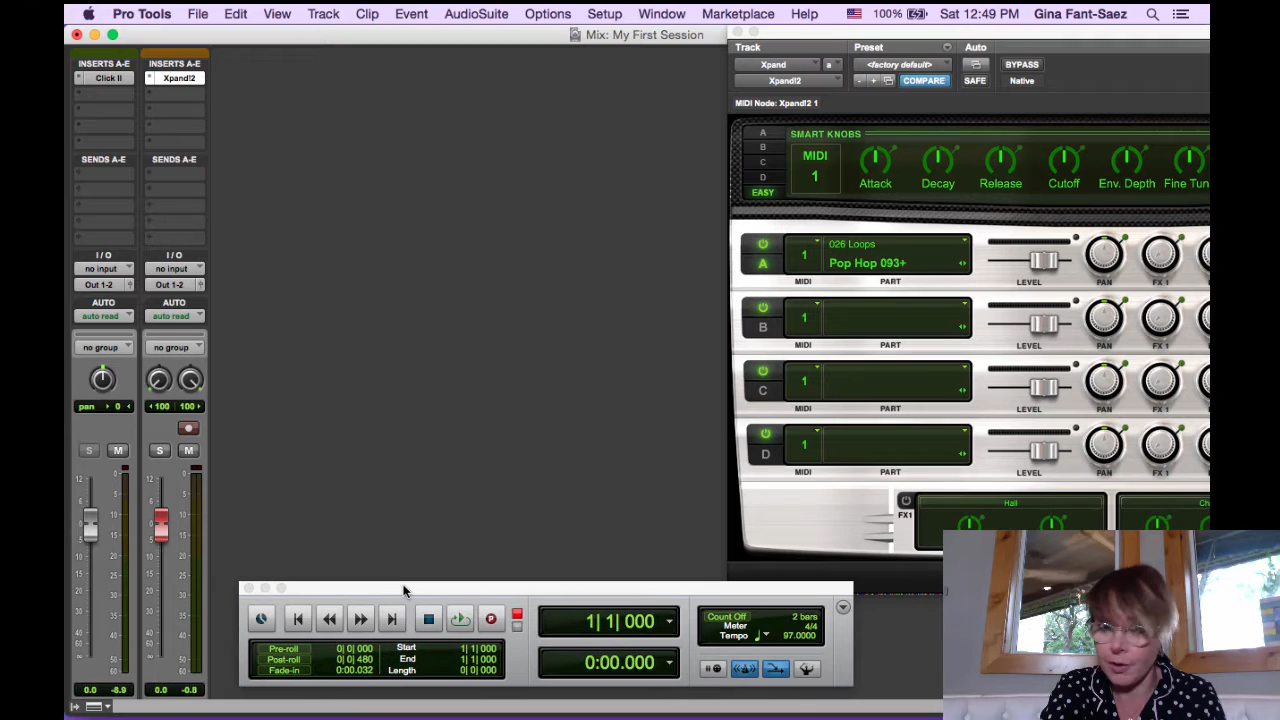 Pro Tools File Edit View Track Clip Event AudioSuite Options Setup Window Marketplace Help 100% Sat 12:49 PM Gina Fant-Saez
Mix: My First Session
INSERTS A-E INSERTS A-E
Click II Xpand!2
SENDS A-E SENDS A-E
I / O I / O
no input no input
Out 1-2 Out 1-2
AUTO AUTO
auto read auto read
no group no group
pan 0 100 100
S M S M
12 0 12 0
0.0 -8.9 0.0 -0.8
Track Preset Auto
Xpand a <factory default> BYPASS
Xpand!2 - + COMPARE SAFE Native
MIDI Node: Xpand!2 1
A
B
C
D
EASY
SMART KNOBS
MIDI
1
Attack Decay Release Cutoff Env. Depth Fine Tun
A 1 026 Loops
Pop Hop 093+
MIDI PART LEVEL PAN FX 1
B 1
MIDI PART LEVEL PAN FX 1
C 1
MIDI PART LEVEL PAN FX 1
D 1
MIDI PART LEVEL PAN FX 1
FX1 Hall Ch
P
1| 1| 000
0:00.000
Count Off 2 bars
Meter 4/4
Tempo 97.0000
Pre-roll 0| 0| 000 Start 1| 1| 000
Post-roll 0| 0| 480 End 1| 1| 000
Fade-in 0:00.032 Length 0| 0| 000